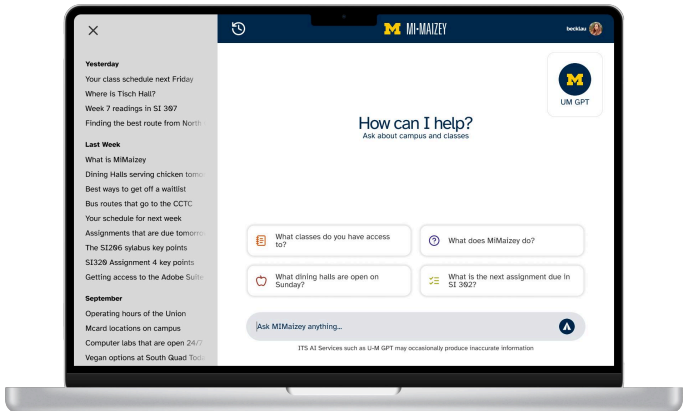 MI-MAIZEY
becklau
Yesterday
Your class schedule next Friday
Where is Tisch Hall?
Week 7 readings in SI 307
Finding the best route from North
Last Week
What is MiMaizey
Dining Halls serving chicken tomo
Best ways to get off a waitlist
Bus routes that go to the CCTC
Your schedule for next week
Assignments that are due tomorro
The SI206 sylabus key points
SI320 Assignment 4 key points
Getting access to the Adobe Suite
September
Operating hours of the Union
Mcard locations on campus
Computer labs that are open 24/7
Vegan options at South Quad Toda
M
UM GPT
How can I help?
Ask about campus and classes
What classes do you have access
to?
What does MiMaizey do?
What dining halls are open on
Sunday?
What is the next assignment due in
SI 302?
Ask MIMaizey anything...
ITS AI Services such as U-M GPT may occasionally produce inaccurate information